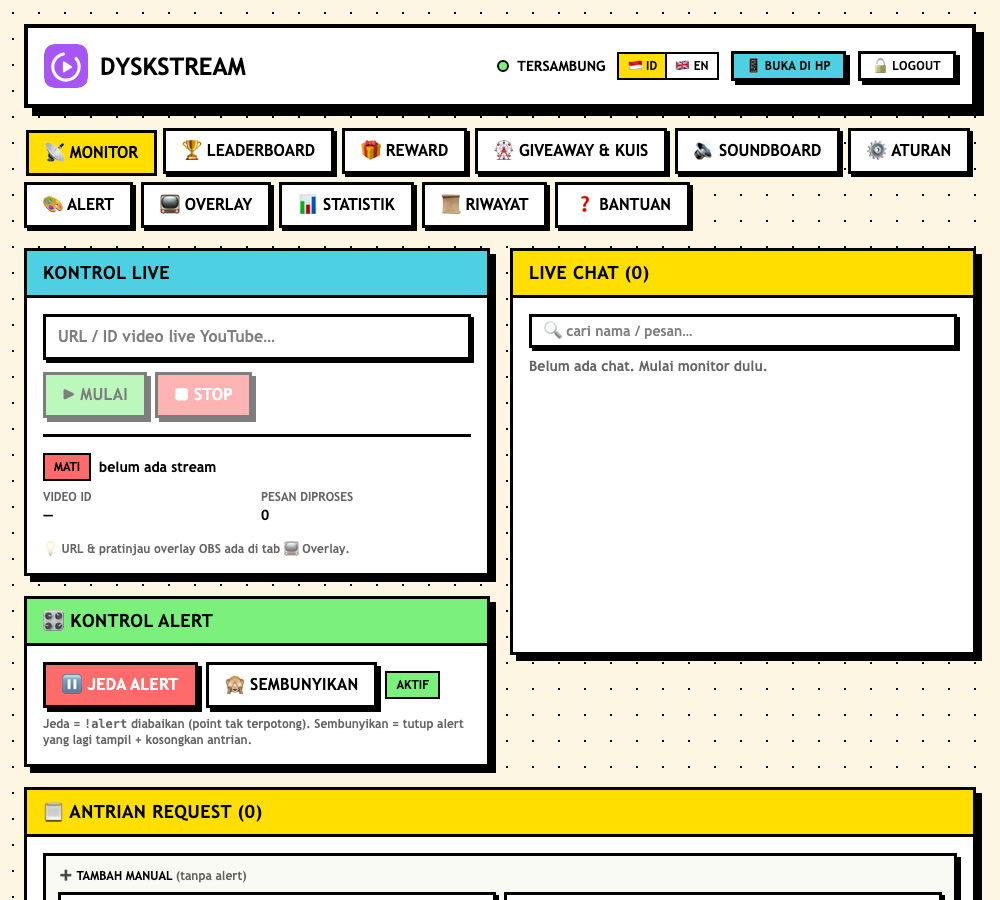 DYSKSTREAM
TERSAMBUNG
ID
EN
BUKA DI HP
LOGOUT
MONITOR
LEADERBOARD
REWARD
GIVEAWAY & KUIS
SOUNDBOARD
ATURAN
ALERT
OVERLAY
STATISTIK
RIWAYAT
BANTUAN
KONTROL LIVE
URL / ID video live YouTube…
MULAI
STOP
MATI belum ada stream
VIDEO ID
—
PESAN DIPROSES
0
URL & pratinjau overlay OBS ada di tab Overlay.
KONTROL ALERT
JEDA ALERT
SEMBUNYIKAN
AKTIF
Jeda = !alert diabaikan (point tak terpotong). Sembunyikan = tutup alert
yang lagi tampil + kosongkan antrian.
LIVE CHAT (0)
cari nama / pesan…
Belum ada chat. Mulai monitor dulu.
ANTRIAN REQUEST (0)
TAMBAH MANUAL (tanpa alert)